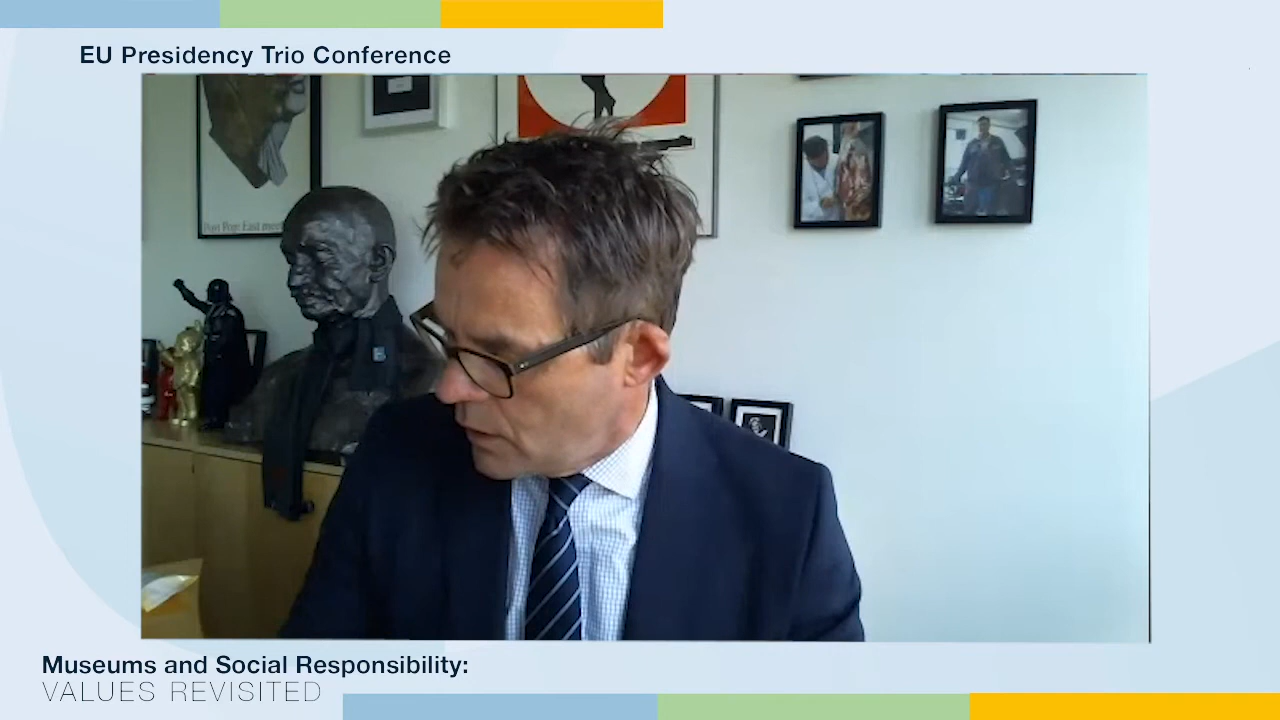 EU Presidency Trio Conference
Museums and Social Responsibility:
VALUES REVISITED